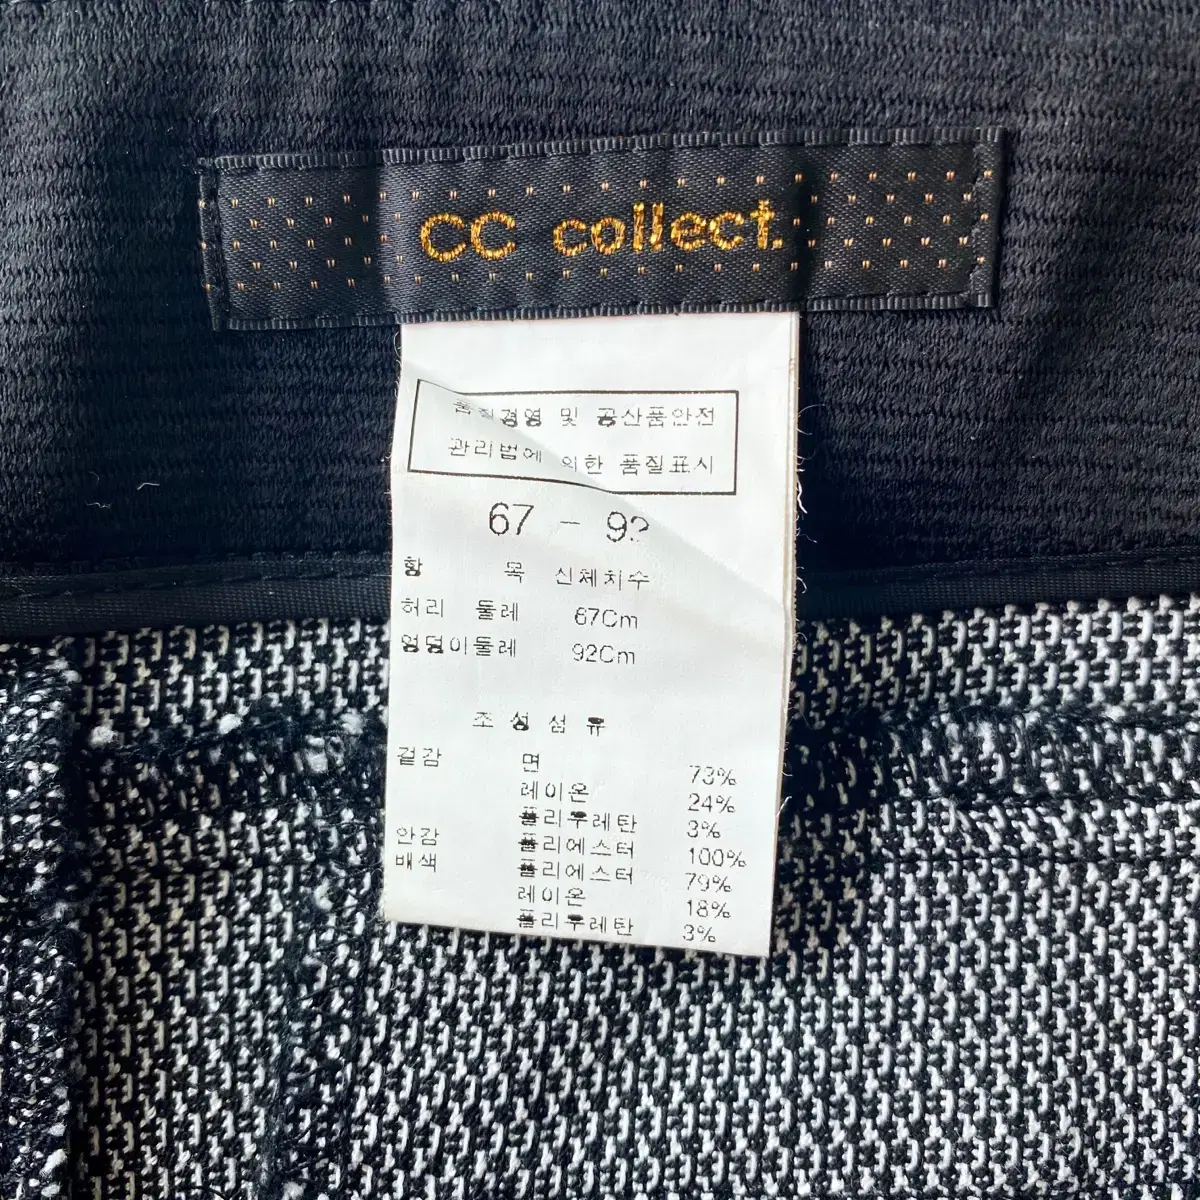 CC collect.
품질경영 및 공산품안전
관리법에 의한 품질표시
67 - 92
항 목 신체치수
허리 둘레 67Cm
엉덩이둘레 92Cm
조성섬유
겉감 면 73%
레이온 24%
폴리우레탄 3%
안감 폴리에스터 100%
배색 폴리에스터 79%
레이온 18%
폴리우레탄 3%